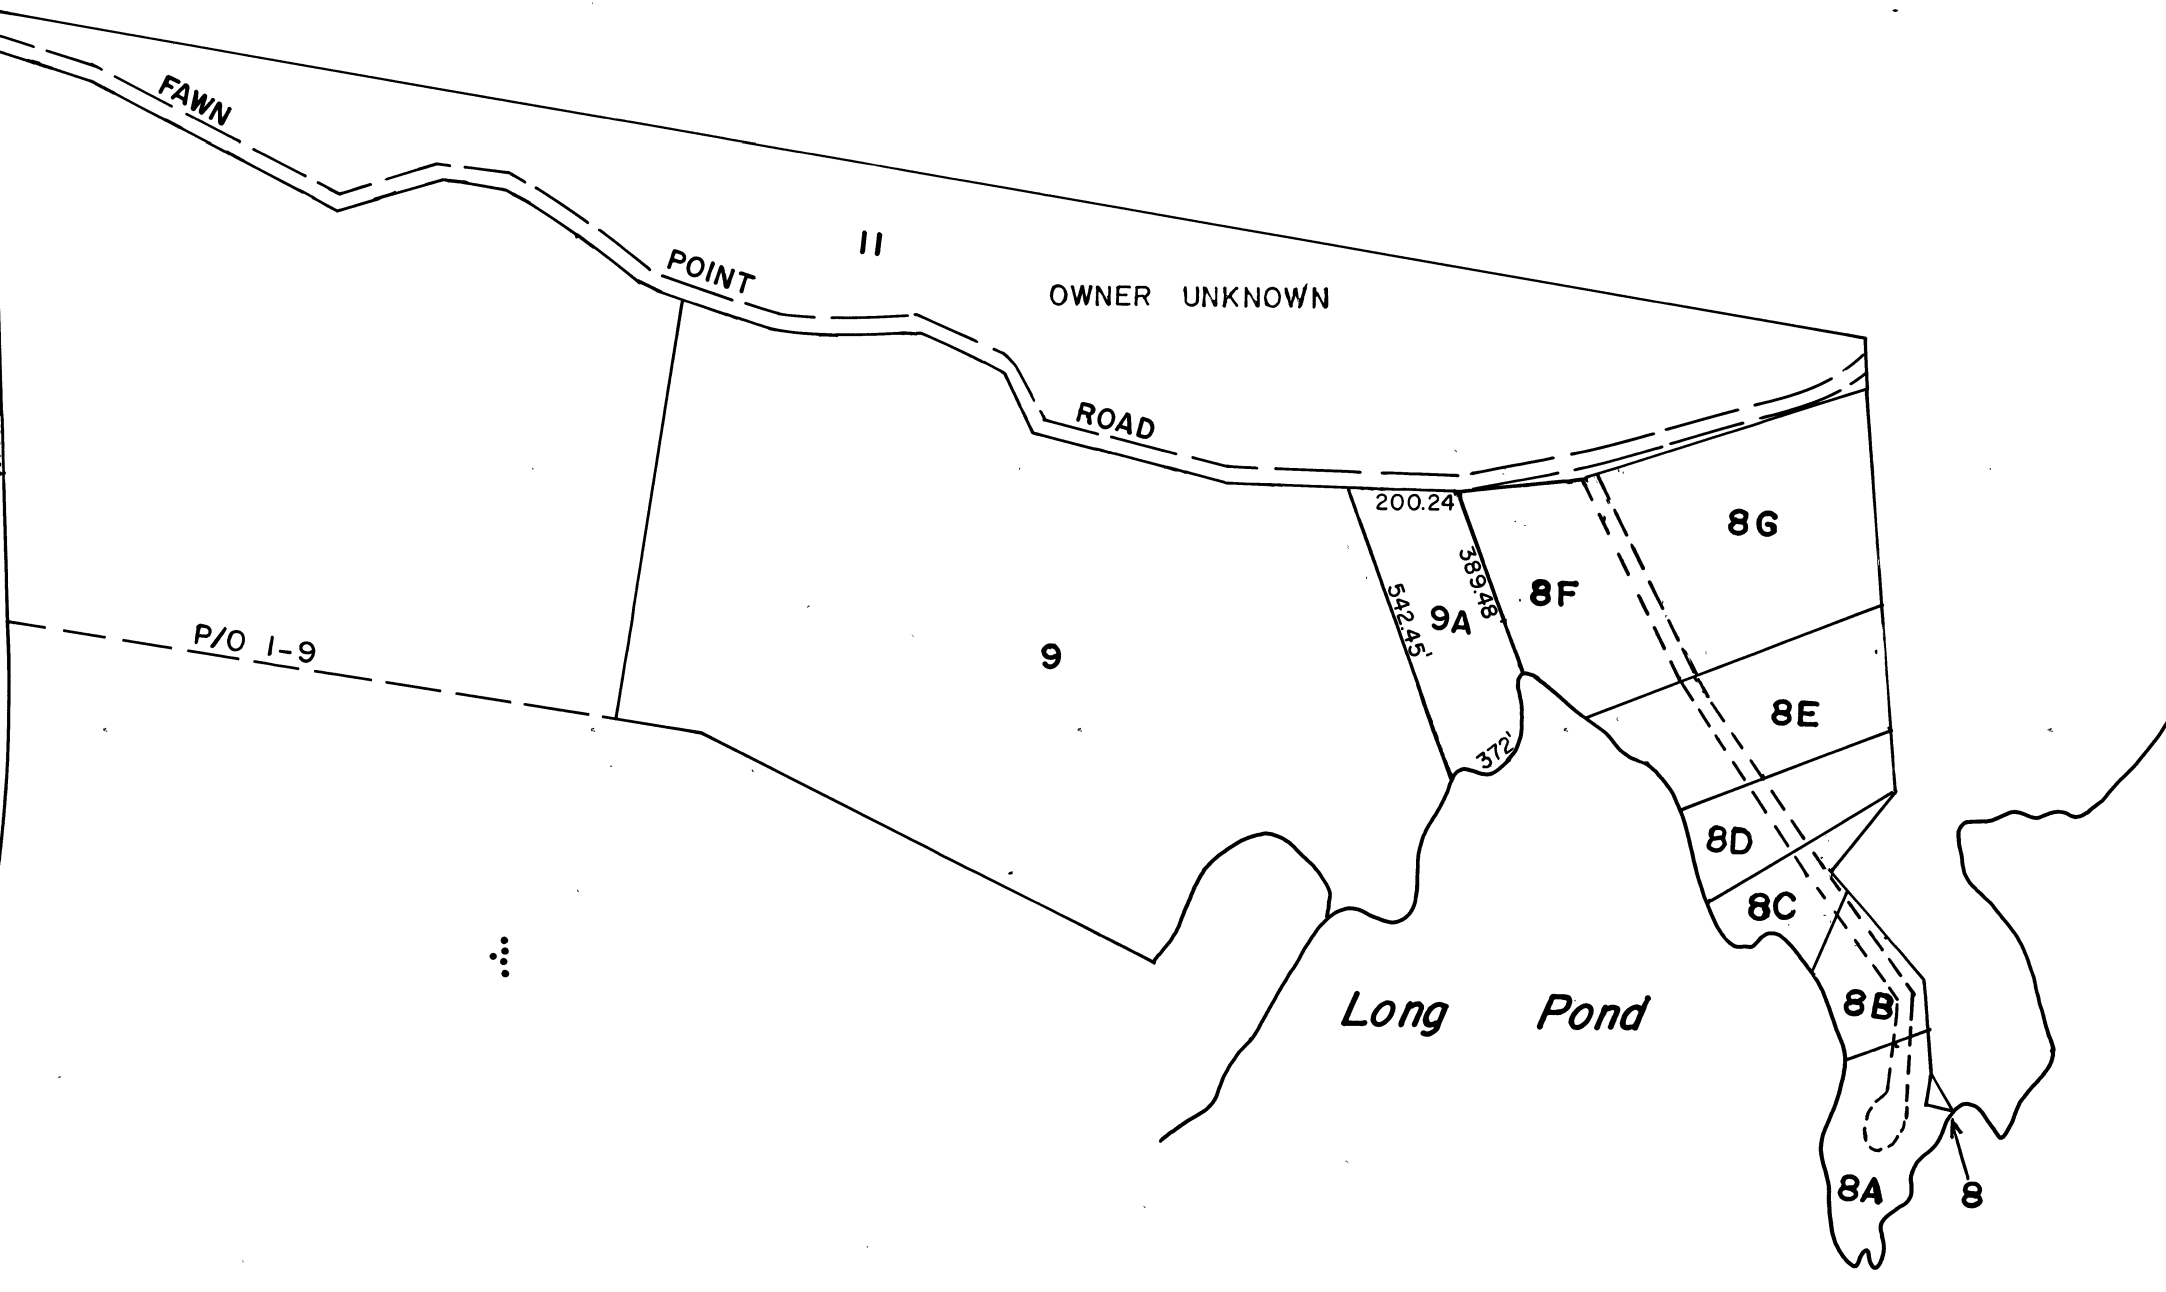 FAWN
POINT
11
OWNER UNKNOWN
ROAD
200.24
8G
389.48'
8F
542.45'
9A
P/O 1-9
9
8E
372'
8D
8C
Long Pond
8B
8A
8